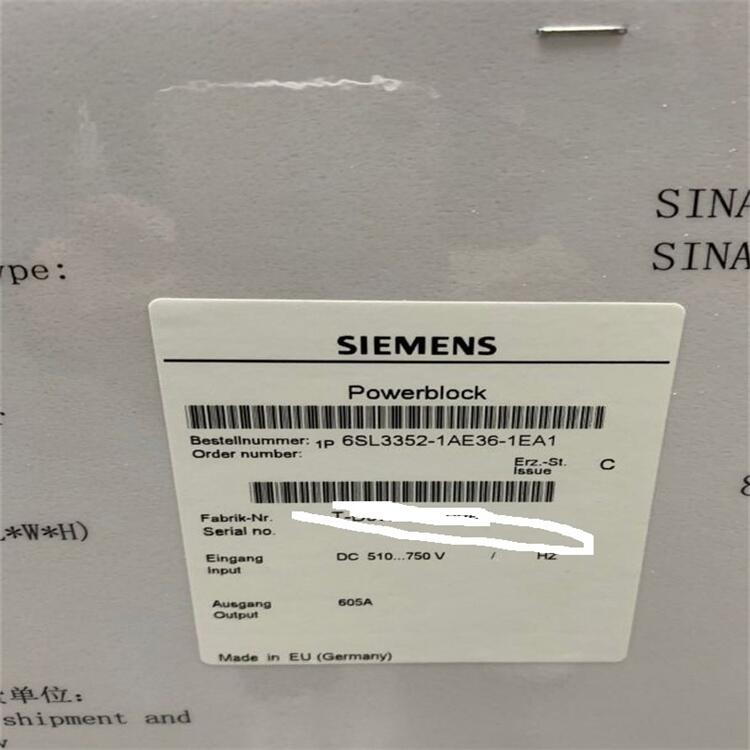 SINA
SINA
ype:
SIEMENS
Powerblock
Bestellnummer: 1P 6SL3352-1AE36-1EA1
Order number:
Erz.-St. C
Issue
Fabrik-Nr.
Serial no.
Eingang DC 510...750 V / Hz
Input
Ausgang 605A
Output
Made in EU (Germany)
*W*H)
单位:
shipment and